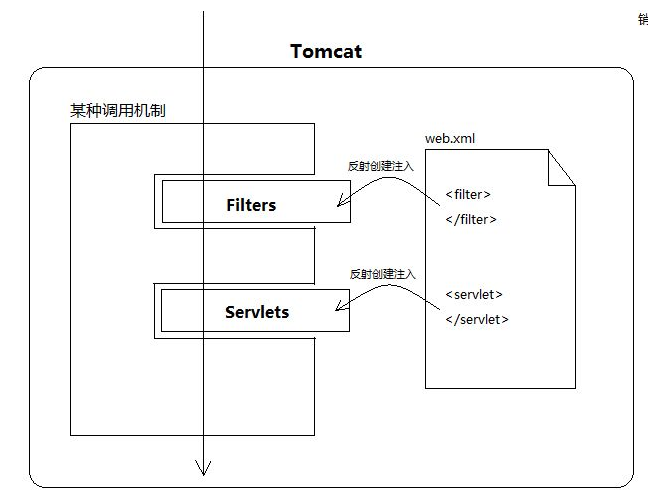 销
Tomcat
某种调用机制
web.xml
反射创建注入
<filter>
Filters
</filter>
反射创建注入
<servlet>
Servlets
</servlet>